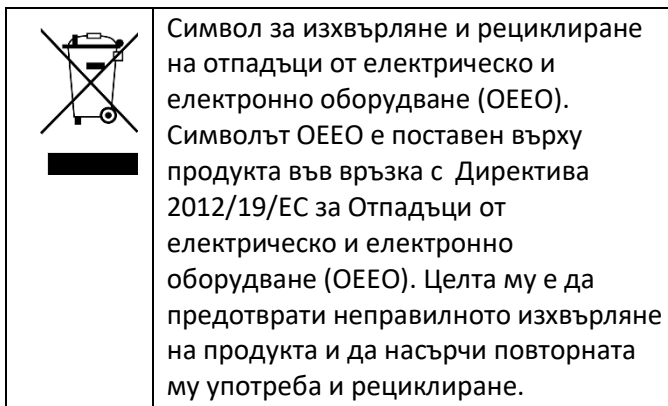 Символ за изхвърляне и рециклиране
на отпадъци от електрическо и
електронно оборудване (ОЕЕО).
Символът ОЕЕО е поставен върху
продукта във връзка с  Директива
2012/19/ЕС за Отпадъци от
електрическо и електронно
оборудване (ОЕЕО). Целта му е да
предотврати неправилното изхвърляне
на продукта и да насърчи повторната
му употреба и рециклиране.